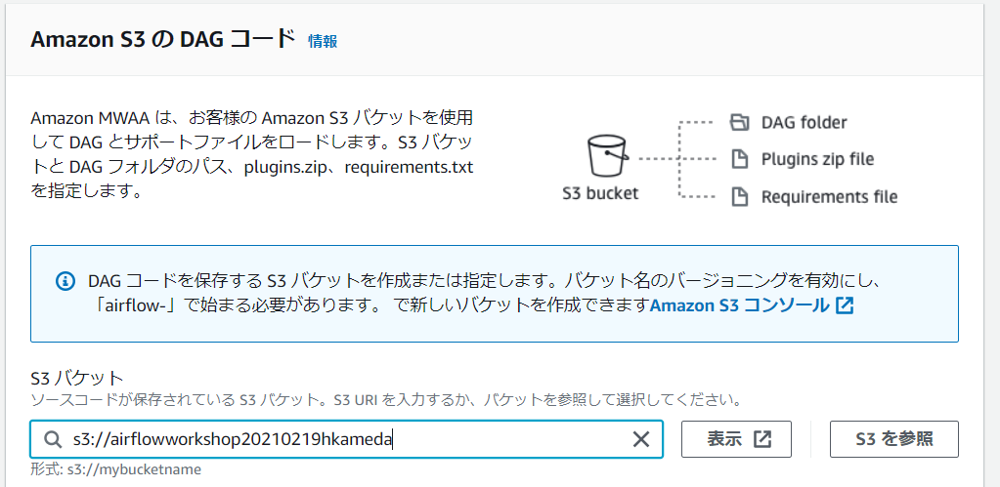 Amazon S3 の DAG コード 情報
Amazon MWAA は、お客様の Amazon S3 バケットを使用
して DAG とサポートファイルをロードします。S3 バケッ
トと DAG フォルダのパス、plugins.zip、requirements.txt
を指定します。
S3 bucket
DAG folder
Plugins zip file
Requirements file
DAG コードを保存する S3 バケットを作成または指定します。バケット名のバージョニングを有効にし、
「airflow-」で始まる必要があります。 で新しいバケットを作成できますAmazon S3 コンソール
S3 バケット
ソースコードが保存されている S3 バケット。S3 URI を入力するか、バケットを参照して選択してください。
s3://airflowworkshop20210219hkameda
表示
S3 を参照
形式: s3://mybucketname